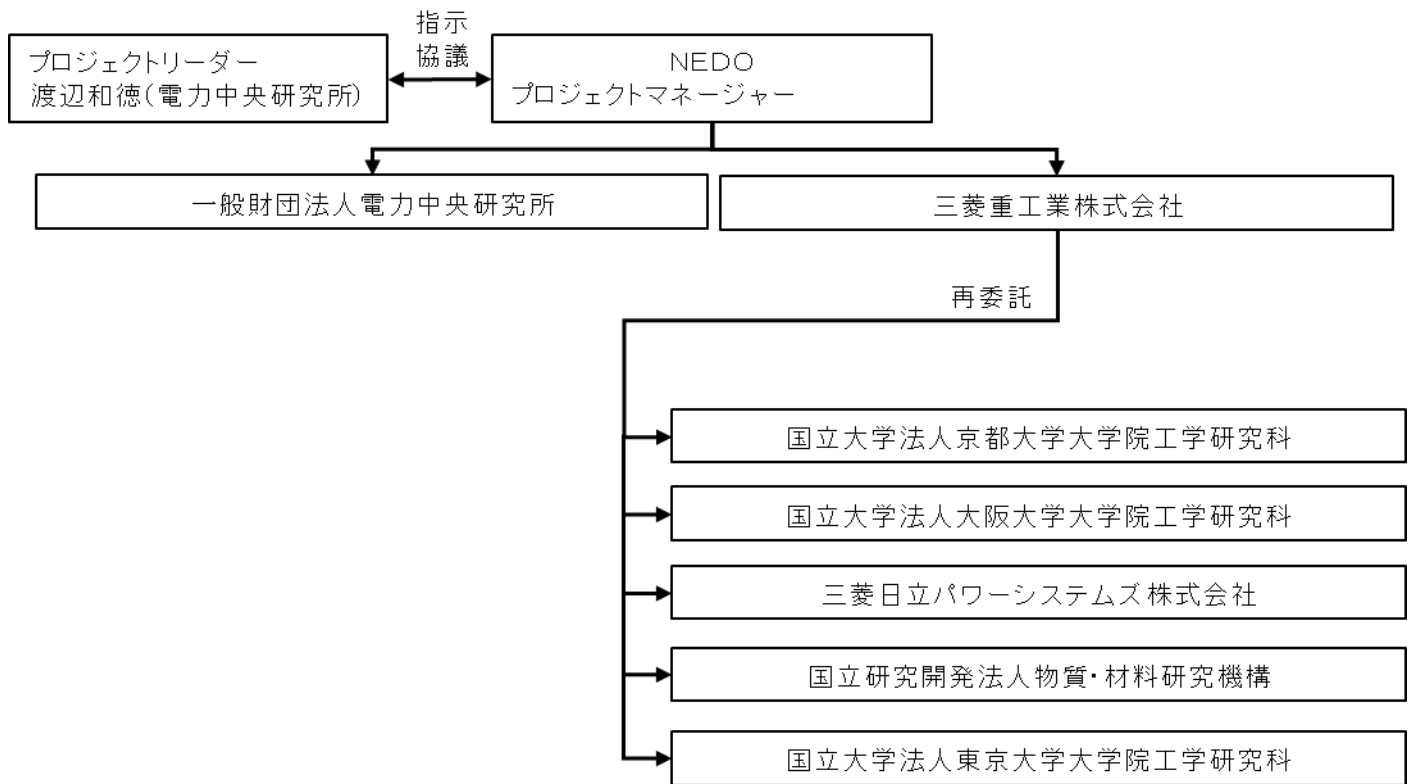 指示
協議
プロジェクトリーダー
渡辺和徳(電力中央研究所)
NEDO
プロジェクトマネージャー
一般財団法人電力中央研究所
三菱重工業株式会社
再委託
国立大学法人京都大学大学院工学研究科
国立大学法人大阪大学大学院工学研究科
三菱日立パワーシステムズ株式会社
国立研究開発法人物質・材料研究機構
国立大学法人東京大学大学院工学研究科